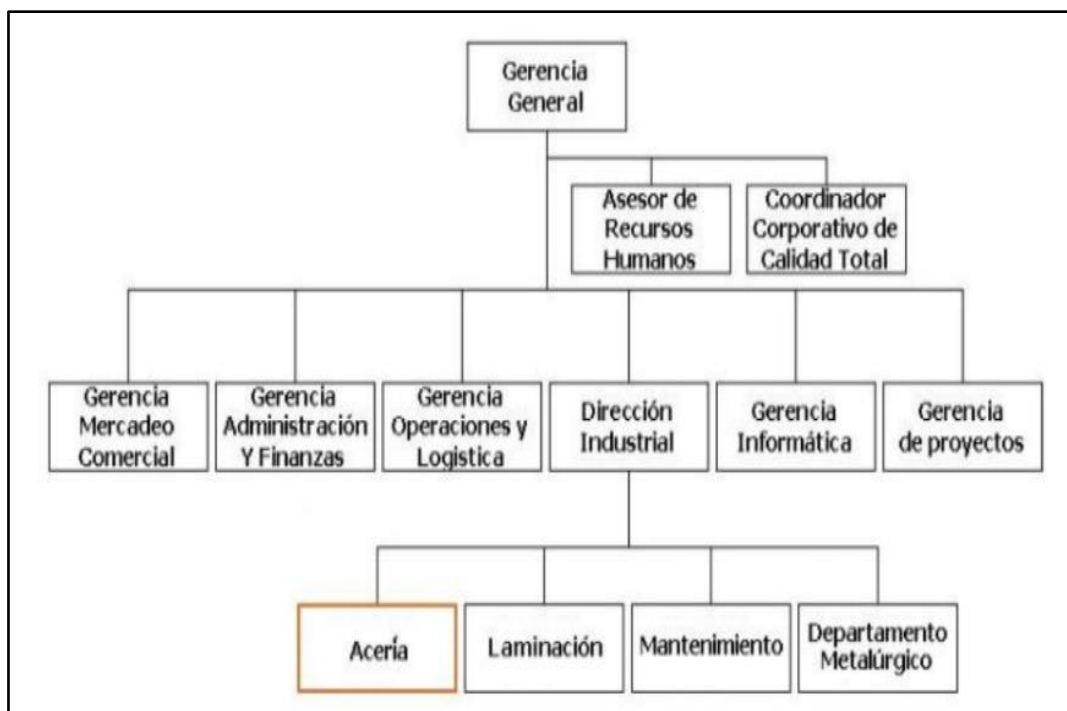 Gerencia
General
Asesor de
Recursos
Humanos
Coordinador
Corporativo de
Calidad Total
Gerencia
Mercadeo
Comercial
Gerencia
Administración
Y Finanzas
Gerencia
Operaciones y
Logistica
Dirección
Industrial
Gerencia
Informática
Gerencia
de proyectos
Acería
Laminación
Mantenimiento
Departamento
Metalúrgico